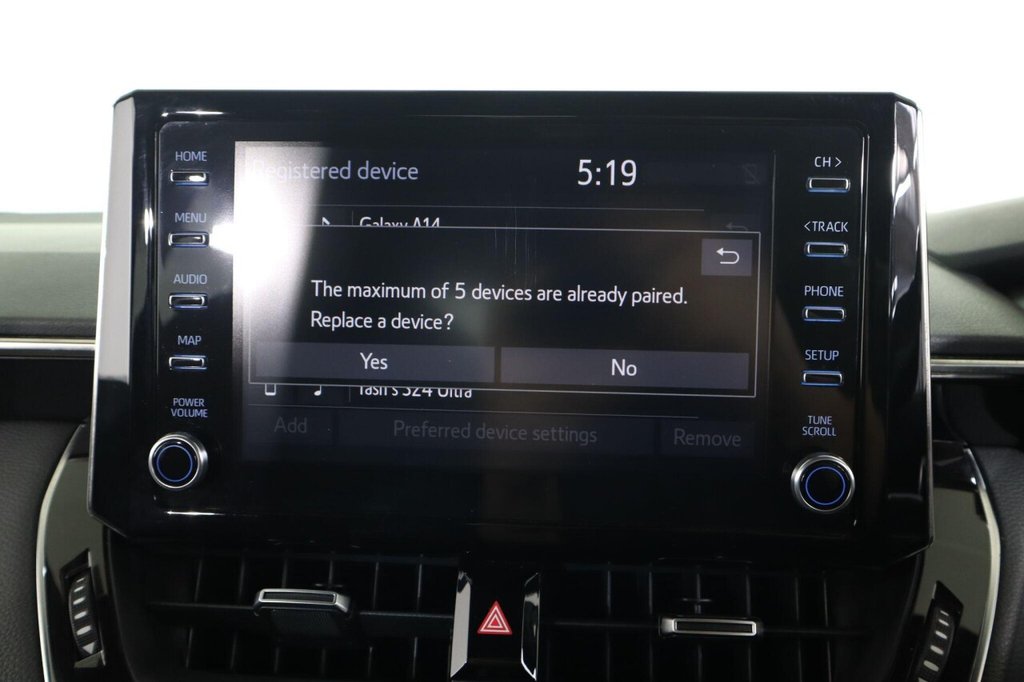 HOME
MENU
AUDIO
MAP
POWER
VOLUME
Registered device
5:19
Galaxy A14
The maximum of 5 devices are already paired.
Replace a device?
Yes
No
Tash's S24 Ultra
Add
Preferred device settings
Remove
CH >
<TRACK
PHONE
SETUP
TUNE
SCROLL